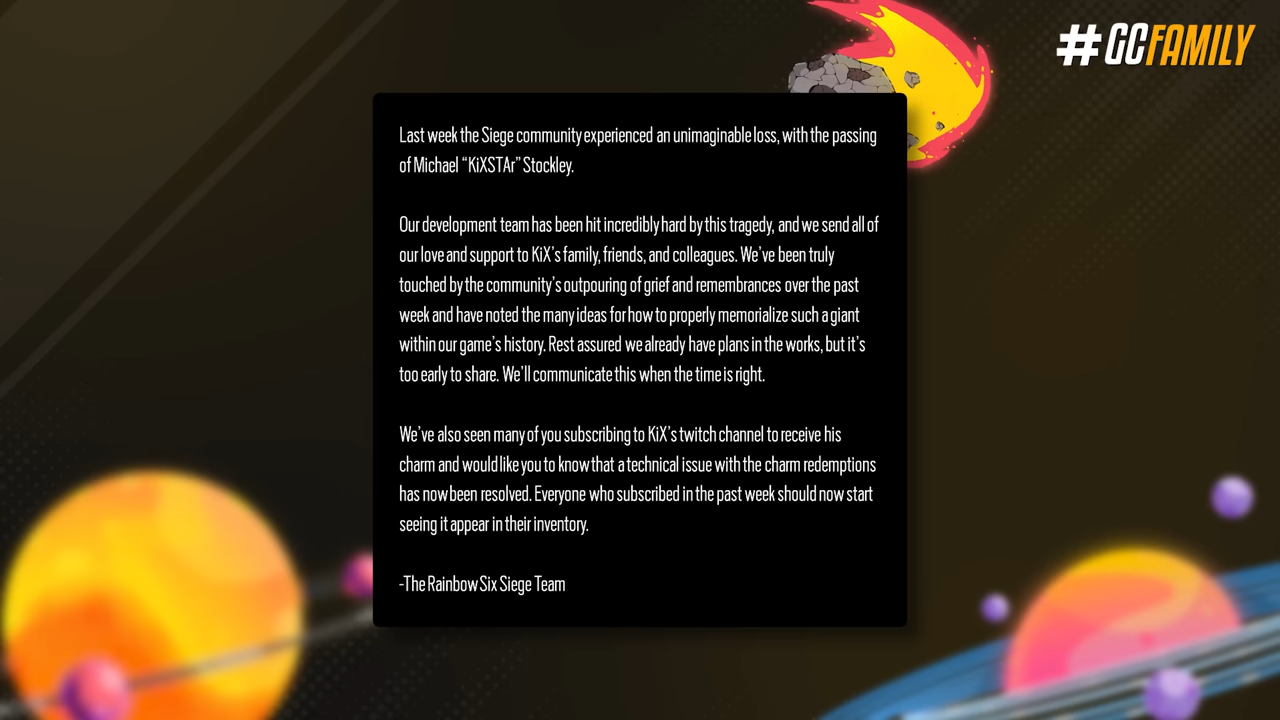 #GCFAMILY
Last week the Siege community experienced an unimaginable loss, with the passing
of Michael “KiXSTAr” Stockley.
Our development team has been hit incredibly hard by this tragedy, and we send all of
our love and support to KiX’s family, friends, and colleagues. We’ve been truly
touched by the community’s outpouring of grief and remembrances over the past
week and have noted the many ideas for how to properly memorialize such a giant
within our game’s history. Rest assured we already have plans in the works, but it’s
too early to share. We’ll communicate this when the time is right.
We’ve also seen many of you subscribing to KiX’s twitch channel to receive his
charm and would like you to know that a technical issue with the charm redemptions
has now been resolved. Everyone who subscribed in the past week should now start
seeing it appear in their inventory.
-The Rainbow Six Siege Team